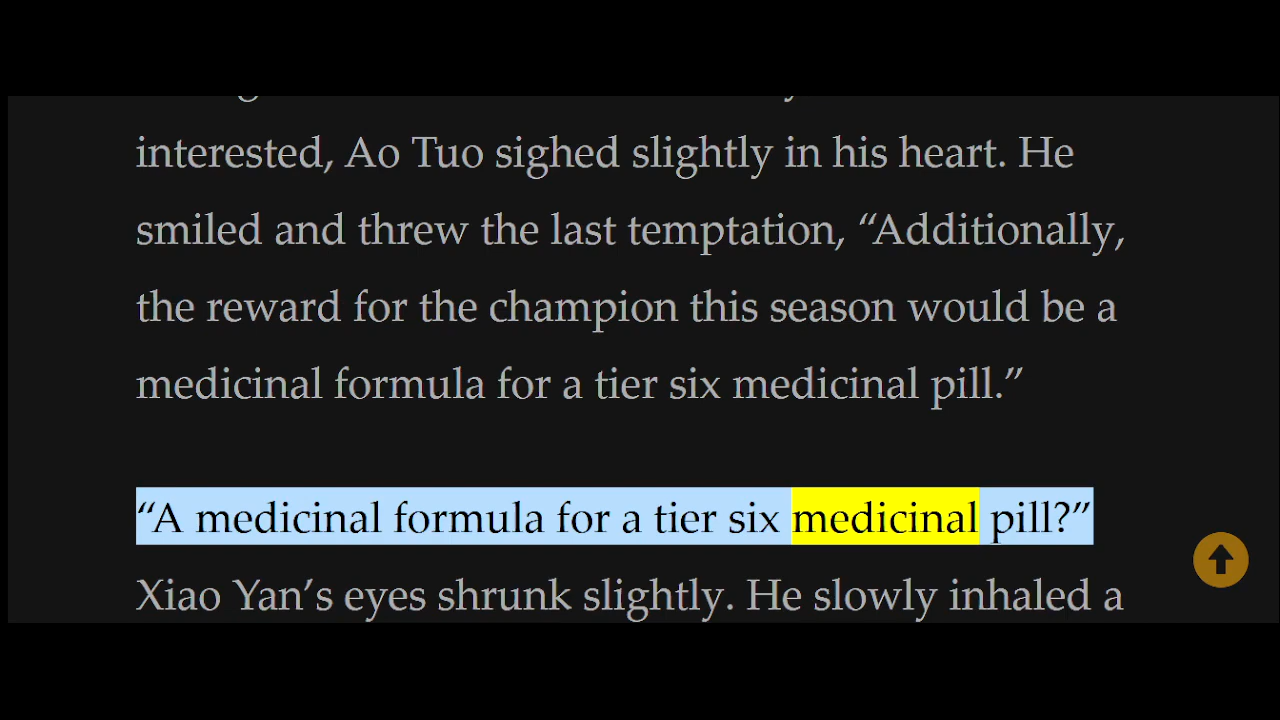 interested, Ao Tuo sighed slightly in his heart. He
smiled and threw the last temptation, “Additionally,
the reward for the champion this season would be a
medicinal formula for a tier six medicinal pill.”
“A medicinal formula for a tier six medicinal pill?”
Xiao Yan’s eyes shrunk slightly. He slowly inhaled a